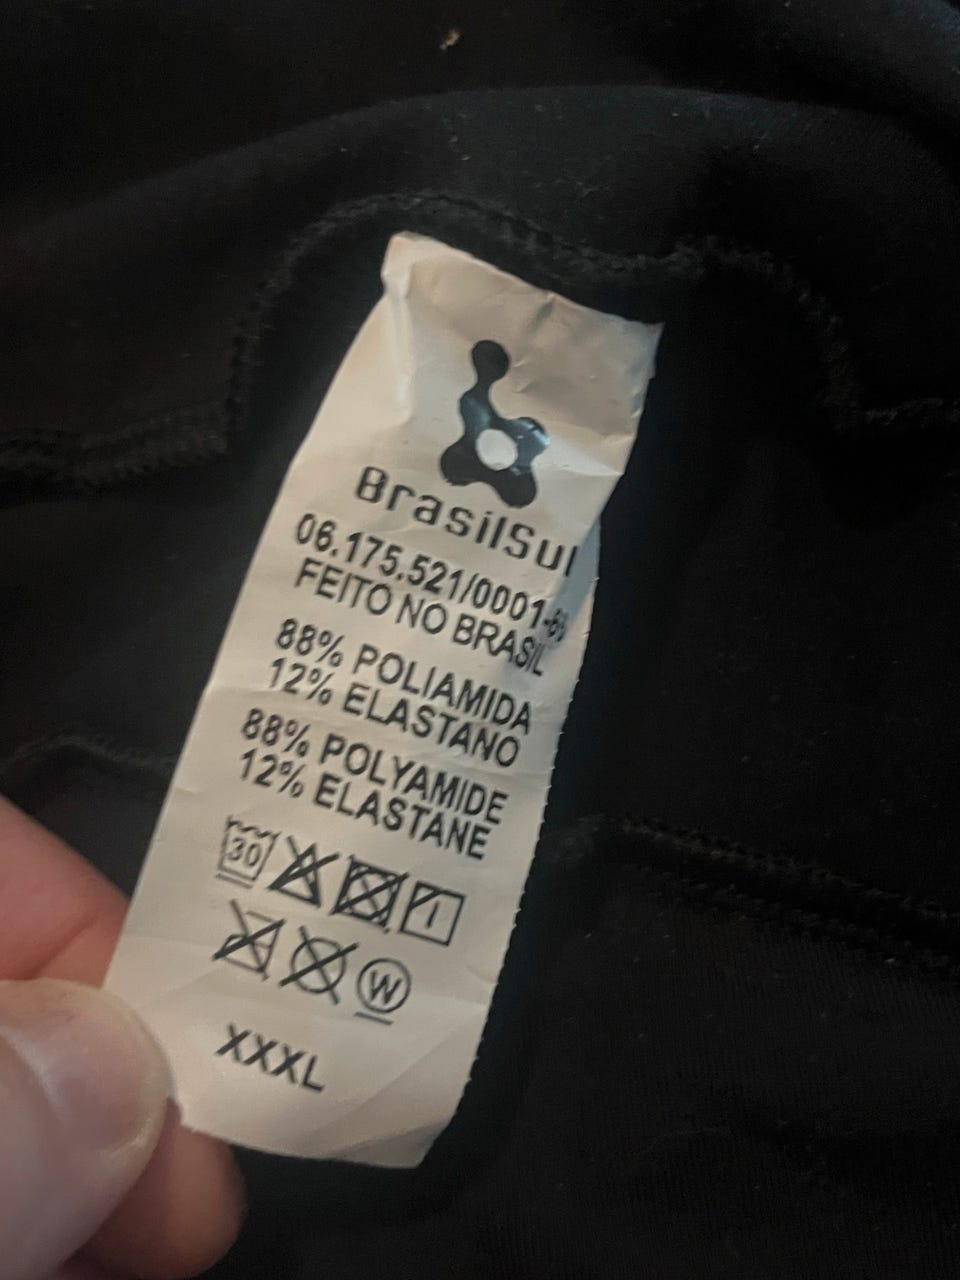 BrasilSul
06.175.521/0001-
FEITO NO BRASIL
88% POLIAMIDA
12% ELASTANO
88% POLYAMIDE
12% ELASTANE
30
W
XXXL